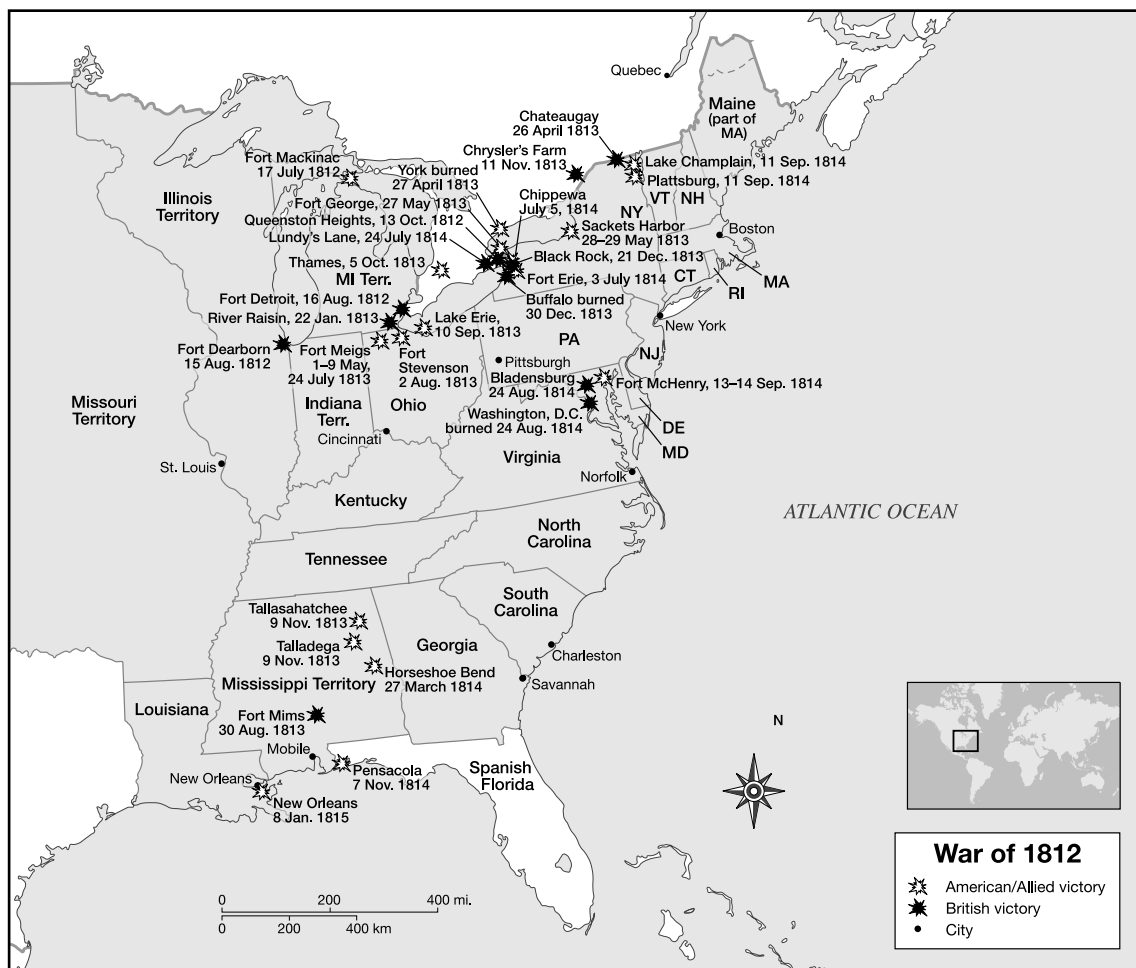 Quebec
Maine
(part of
MA)
Chateaugay
26 April 1813
Chrysler's Farm
11 Nov. 1813
Lake Champlain, 11 Sep. 1814
Plattsburg, 11 Sep. 1814
Fort Mackinac
17 July 1812
York burned
27 April 1813
Illinois
Territory
Fort George, 27 May 1813
Chippewa
July 5, 1814
VT
NH
NY
Queenston Heights, 13 Oct. 1812
Sackets Harbor
28–29 May 1813
Boston
Lundy's Lane, 24 July 1814
Black Rock, 21 Dec. 1813
Thames, 5 Oct. 1813
MI Terr.
Fort Erie, 3 July 1814
CT
RI
MA
Fort Detroit, 16 Aug. 1812
Buffalo burned
30 Dec. 1813
River Raisin, 22 Jan. 1813
Lake Erie,
10 Sep. 1813
New York
PA
NJ
Fort Dearborn
15 Aug. 1812
Fort Meigs
1–9 May,
24 July 1813
Fort
Stevenson
2 Aug. 1813
Pittsburgh
Bladensburg
24 Aug. 1814
Fort McHenry, 13–14 Sep. 1814
Missouri
Territory
Indiana
Terr.
Ohio
Washington, D.C.
burned 24 Aug. 1814
DE
MD
Cincinnati
St. Louis
Virginia
Norfolk
Kentucky
ATLANTIC OCEAN
North
Carolina
Tennessee
South
Carolina
Tallasahatchee
9 Nov. 1813
Talladega
9 Nov. 1813
Georgia
Charleston
Horseshoe Bend
27 March 1814
Mississippi Territory
Savannah
Louisiana
Fort Mims
30 Aug. 1813
Mobile
N
New Orleans
Pensacola
7 Nov. 1814
Spanish
Florida
New Orleans
8 Jan. 1815
War of 1812
American/Allied victory
British victory
City
0 200 400 mi.
0 200 400 km